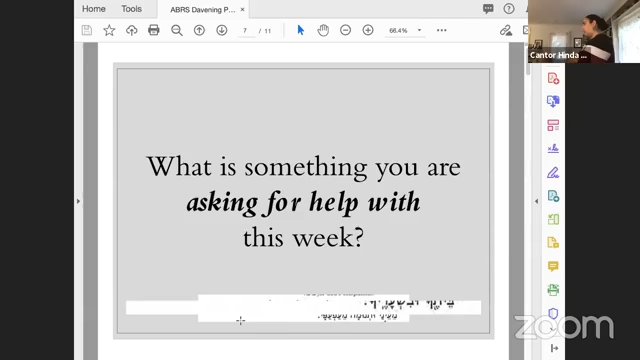 Home
Tools
ABRS Davening P...
7 / 11
66.4%
Cantor Hinda ...
What is something you are
asking for help with
this week?
zoom